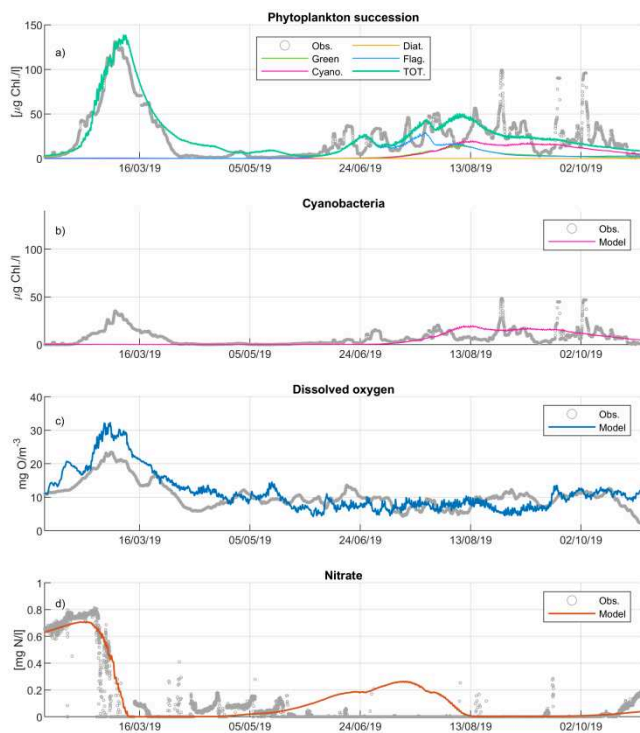 Phytoplankton succession
a)
[µg Chl./l]
150
100
50
0
Obs.
Green
Cyano.
Diat.
Flag.
TOT.
16/03/19 05/05/19 24/06/19 13/08/19 02/10/19
Cyanobacteria
b)
µg Chl./l
100
50
0
Obs.
Model
16/03/19 05/05/19 24/06/19 13/08/19 02/10/19
Dissolved oxygen
c)
mg O/m⁻³
40
30
20
10
0
Obs.
Model
16/03/19 05/05/19 24/06/19 13/08/19 02/10/19
Nitrate
d)
[mg N/l]
1
0.8
0.6
0.4
0.2
0
Obs.
Model
16/03/19 05/05/19 24/06/19 13/08/19 02/10/19